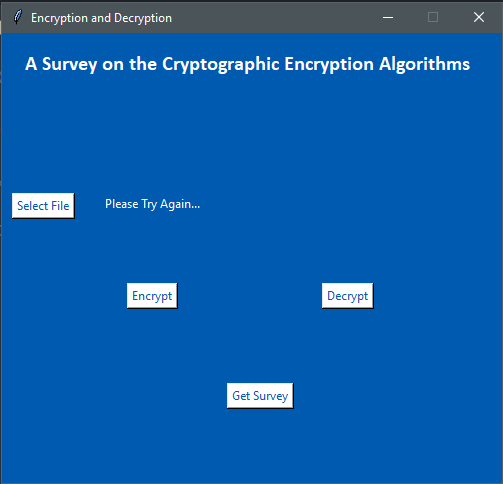 Encryption and Decryption
A Survey on the Cryptographic Encryption Algorithms
Select File
Please Try Again...
Encrypt
Decrypt
Get Survey